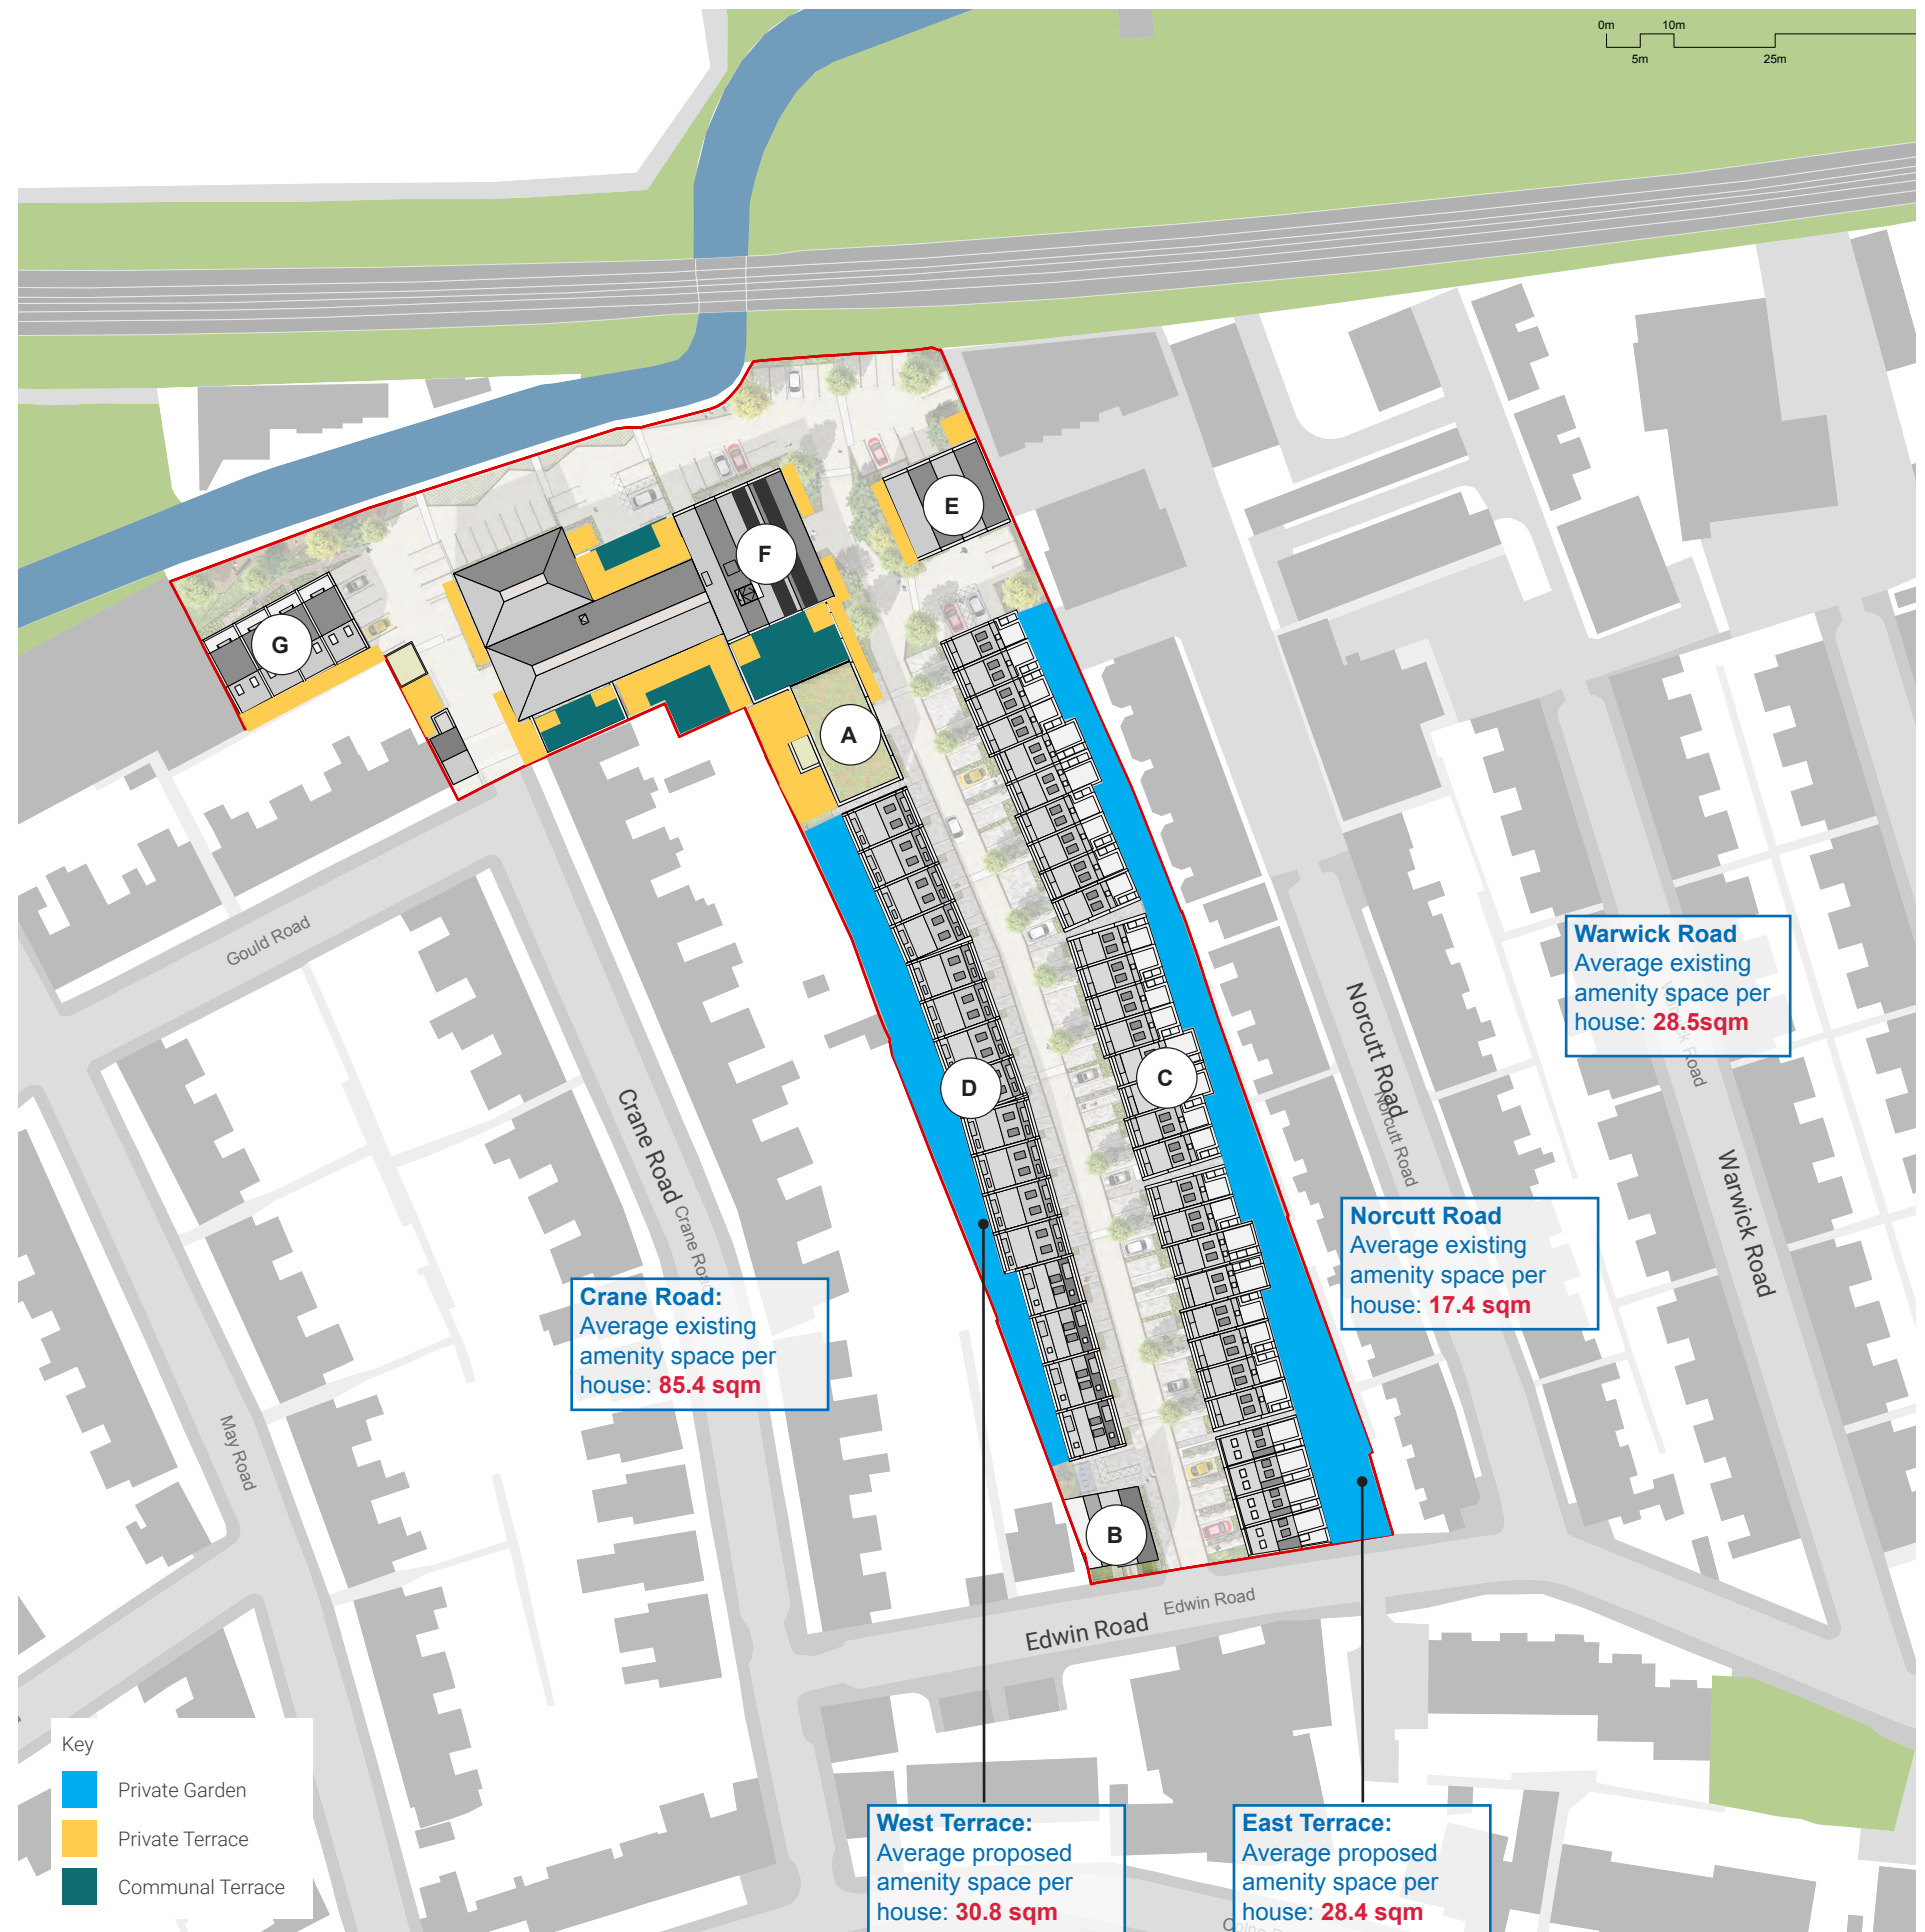 0m 10m
5m 25m
E
F
G
A
Gould Road
Warwick Road
Average existing
amenity space per
house: 28.5sqm
Road
Norcutt Road
Norcutt Road
D
C
Crane Road
Crane Road
Warwick Road
Norcutt Road
Average existing
amenity space per
house: 17.4 sqm
Crane Road:
Average existing
amenity space per
house: 85.4 sqm
May Road
B
Edwin Road
Edwin Road
Key
Private Garden
Private Terrace
Communal Terrace
West Terrace:
Average proposed
amenity space per
house: 30.8 sqm
East Terrace:
Average proposed
amenity space per
house: 28.4 sqm